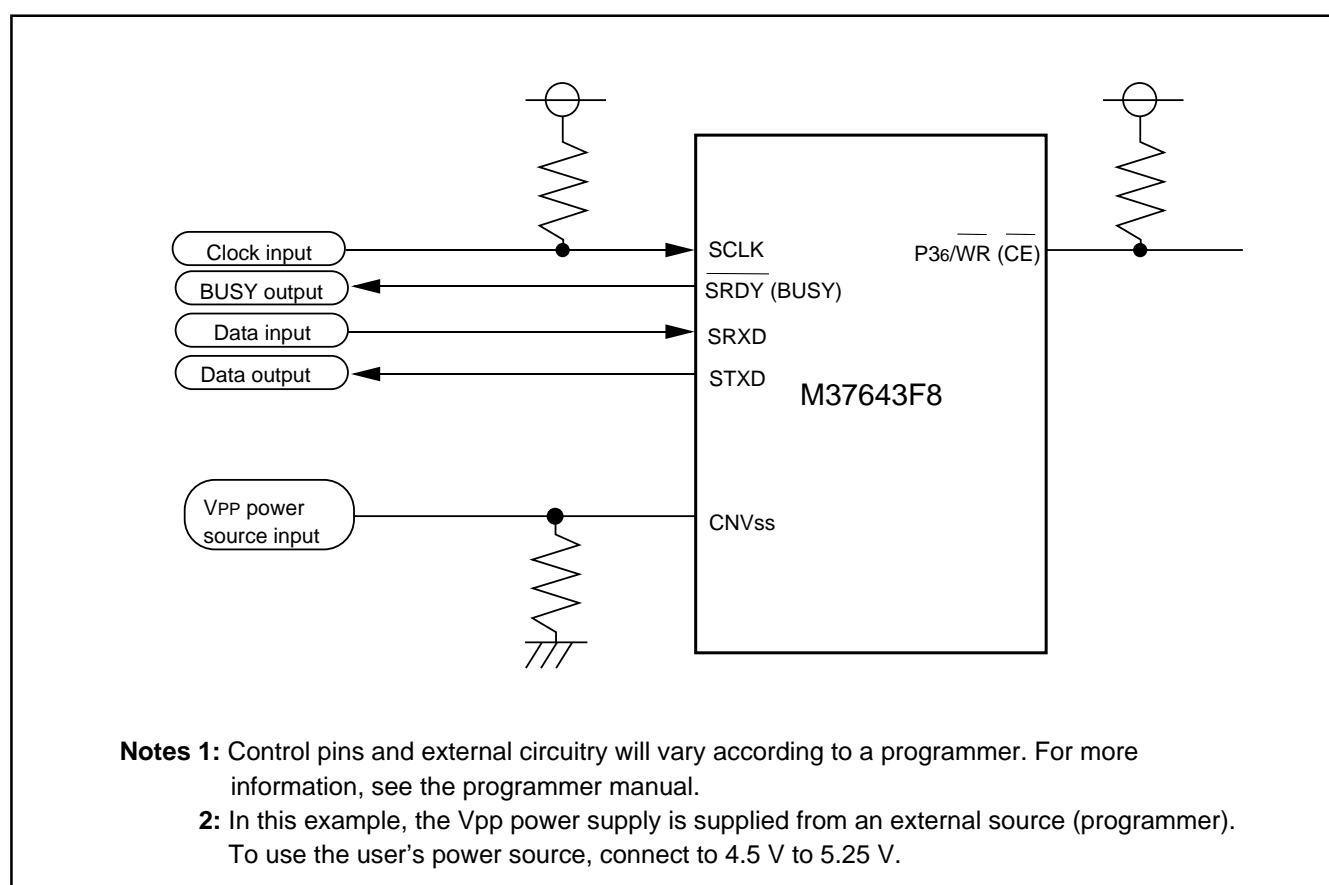 Clock input
BUSY output
Data input
Data output
VPP power
source input
SCLK
SRDY (BUSY)
SRXD
STXD
M37643F8
CNVss
P36/WR (CE)
Notes 1: Control pins and external circuitry will vary according to a programmer. For more
information, see the programmer manual.
2: In this example, the Vpp power supply is supplied from an external source (programmer).
To use the user's power source, connect to 4.5 V to 5.25 V.